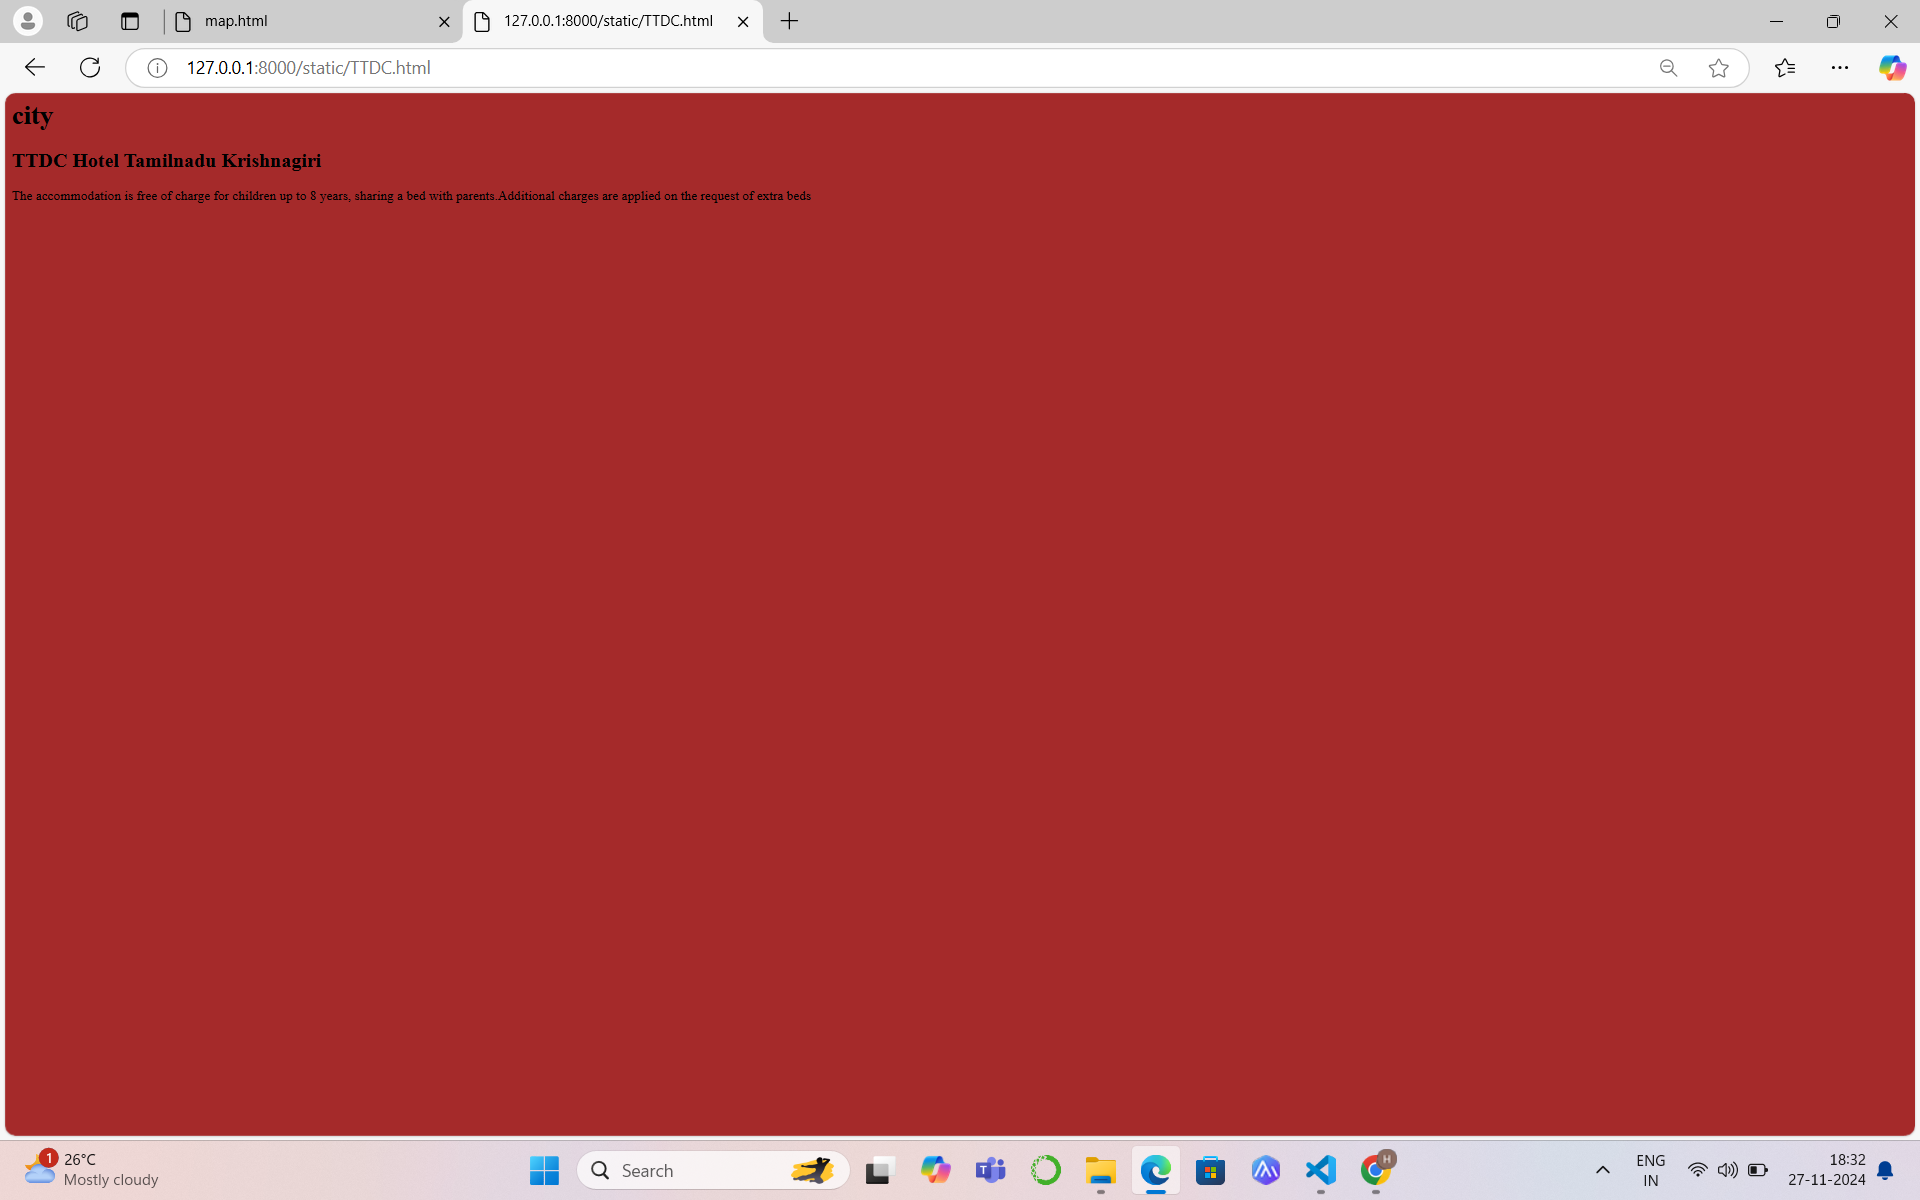 map.html
127.0.0.1:8000/static/TTDC.html
127.0.0.1:8000/static/TTDC.html
city
TTDC Hotel Tamilnadu Krishnagiri
The accommodation is free of charge for children up to 8 years, sharing a bed with parents.Additional charges are applied on the request of extra beds
1
26°C
Mostly cloudy
Search
T
H
ENG
IN
18:32
27-11-2024